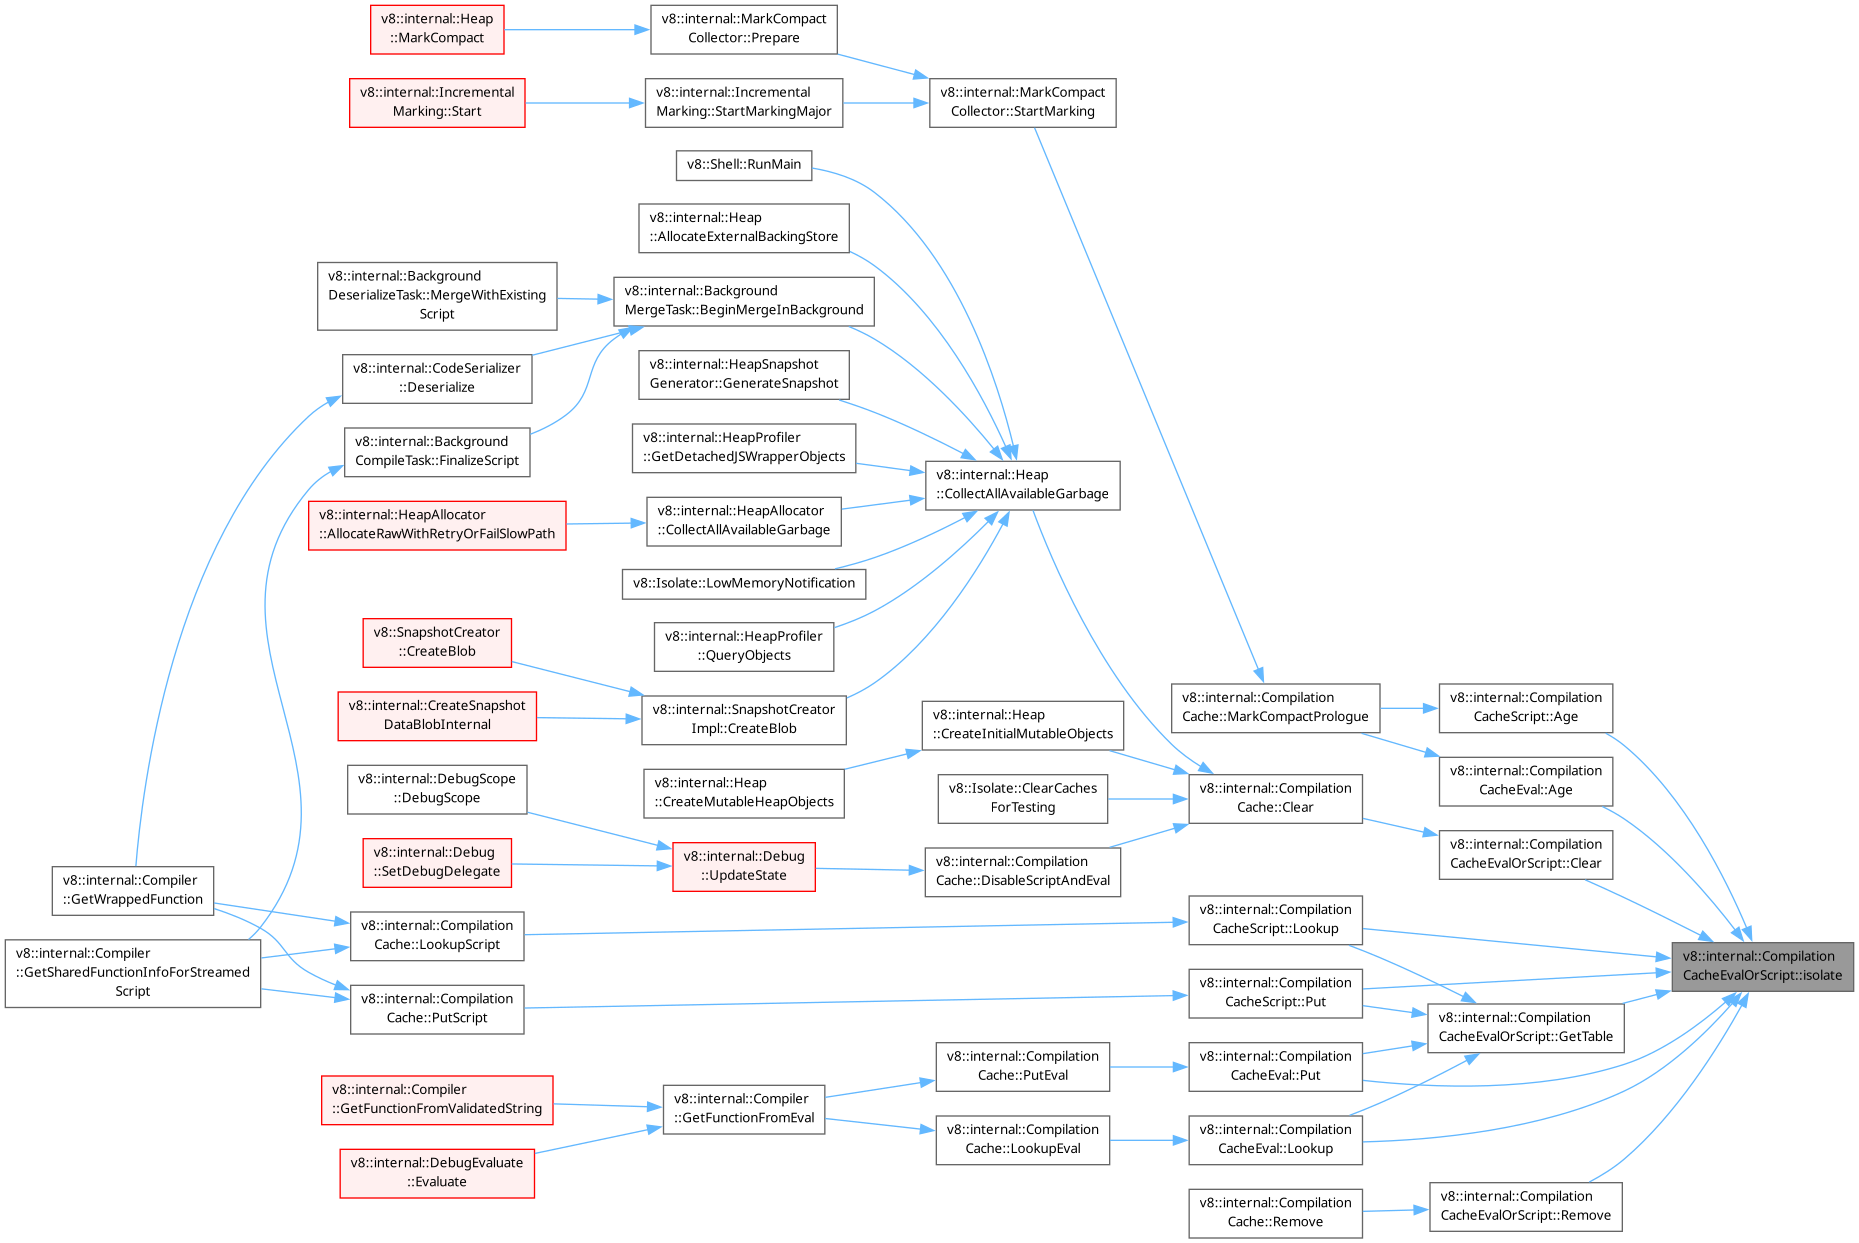 v8::internal::Heap
::MarkCompact
v8::internal::MarkCompact
Collector::Prepare
v8::internal::Incremental
Marking::Start
v8::internal::Incremental
Marking::StartMarkingMajor
v8::internal::MarkCompact
Collector::StartMarking
v8::Shell::RunMain
v8::internal::Heap
::AllocateExternalBackingStore
v8::internal::Background
DeserializeTask::MergeWithExisting
Script
v8::internal::Background
MergeTask::BeginMergeInBackground
v8::internal::CodeSerializer
::Deserialize
v8::internal::HeapSnapshot
Generator::GenerateSnapshot
v8::internal::Background
CompileTask::FinalizeScript
v8::internal::HeapProfiler
::GetDetachedJSWrapperObjects
v8::internal::Heap
::CollectAllAvailableGarbage
v8::internal::HeapAllocator
::AllocateRawWithRetryOrFailSlowPath
v8::internal::HeapAllocator
::CollectAllAvailableGarbage
v8::Isolate::LowMemoryNotification
v8::SnapshotCreator
::CreateBlob
v8::internal::HeapProfiler
::QueryObjects
v8::internal::CreateSnapshot
DataBlobInternal
v8::internal::SnapshotCreator
Impl::CreateBlob
v8::internal::Heap
::CreateInitialMutableObjects
v8::internal::Compilation
Cache::MarkCompactPrologue
v8::internal::Compilation
CacheScript::Age
v8::internal::DebugScope
::DebugScope
v8::internal::Heap
::CreateMutableHeapObjects
v8::Isolate::ClearCaches
ForTesting
v8::internal::Compilation
Cache::Clear
v8::internal::Compilation
CacheEval::Age
v8::internal::Debug
::SetDebugDelegate
v8::internal::Debug
::UpdateState
v8::internal::Compilation
Cache::DisableScriptAndEval
v8::internal::Compilation
CacheEvalOrScript::Clear
v8::internal::Compiler
::GetWrappedFunction
v8::internal::Compilation
Cache::LookupScript
v8::internal::Compilation
CacheScript::Lookup
v8::internal::Compilation
CacheEvalOrScript::isolate
v8::internal::Compiler
::GetSharedFunctionInfoForStreamed
Script
v8::internal::Compilation
Cache::PutScript
v8::internal::Compilation
CacheScript::Put
v8::internal::Compilation
CacheEvalOrScript::GetTable
v8::internal::Compiler
::GetFunctionFromValidatedString
v8::internal::Compiler
::GetFunctionFromEval
v8::internal::Compilation
Cache::PutEval
v8::internal::Compilation
CacheEval::Put
v8::internal::DebugEvaluate
::Evaluate
v8::internal::Compilation
Cache::LookupEval
v8::internal::Compilation
CacheEval::Lookup
v8::internal::Compilation
Cache::Remove
v8::internal::Compilation
CacheEvalOrScript::Remove